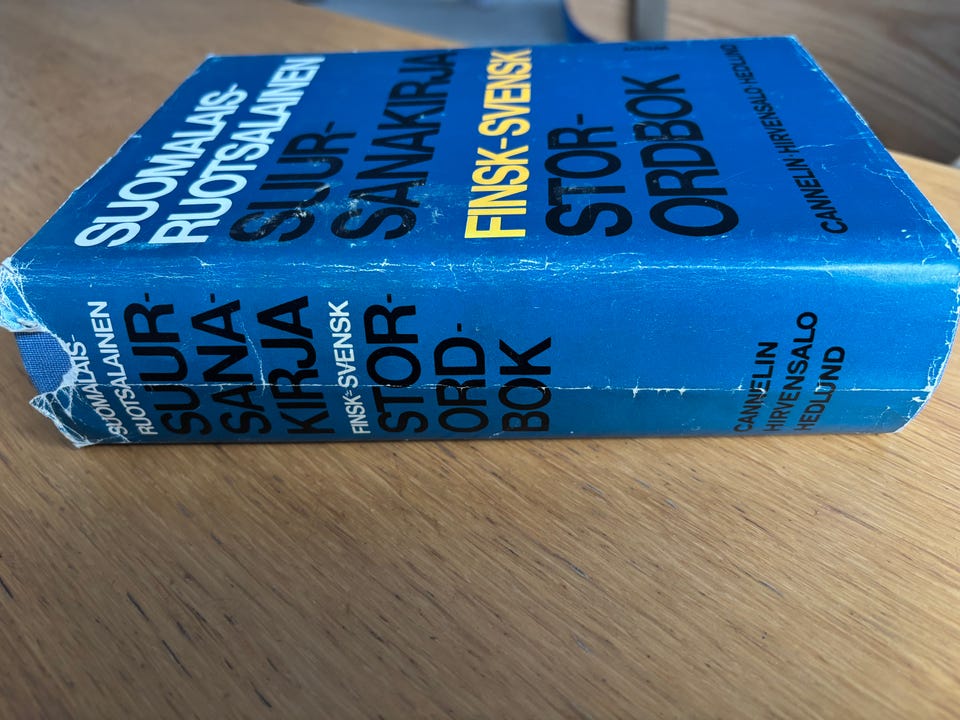 SUOMALAIS-
RUOTSALAINEN
SUUR-
SANAKIRJA
FINSK-SVENSK
STOR-
ORDBOK
CANNELIN HIRVENSALO HEDLUND
SUOMALAIS-
RUOTSALAINEN
SUUR-
SANA-
KIRJA
FINSK-SVENSK
STOR-
ORD-
BOK
CANNELIN
HIRVENSALO
HEDLUND